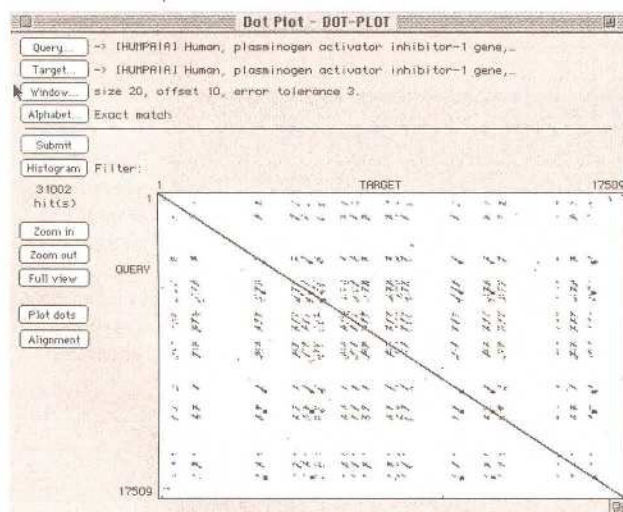 Dot Plot - DOT-PLOT
Query... -> [HUMPAIA] Human, plasminogen activator inhibitor-1 gene,...
Target... -> [HUMPAIA] Human, plasminogen activator inhibitor-1 gene,...
Window... size 20, offset 10, error tolerance 3.
Alphabet... Exact match
Submit
Histogram Filter:
31002
hit(s)
1 TARGET 17509
1
Zoom in
Zoom out
QUERY
Full view
Plot dots
Alignment
17509